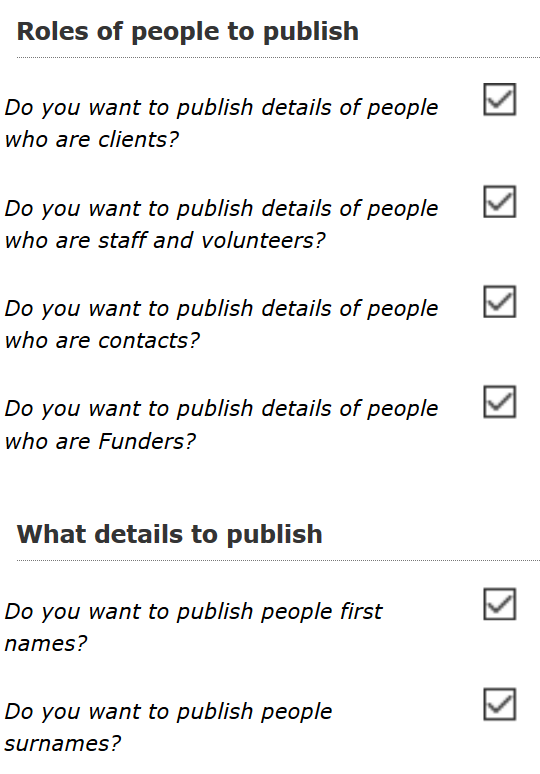 Roles of people to publish
Do you want to publish details of people
who are clients?
Do you want to publish details of people
who are staff and volunteers?
Do you want to publish details of people
who are contacts?
Do you want to publish details of people
who are Funders?
What details to publish
Do you want to publish people first
names?
Do you want to publish people
surnames?